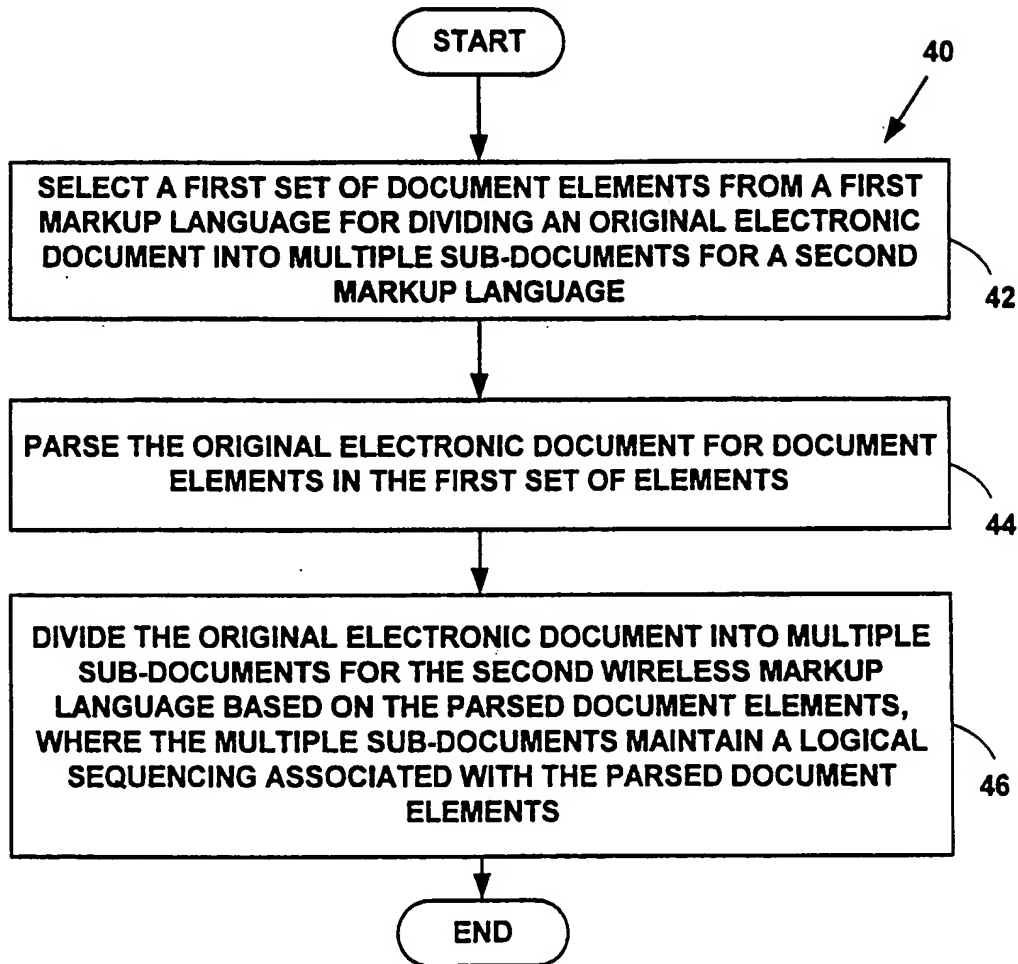 START
40
SELECT A FIRST SET OF DOCUMENT ELEMENTS FROM A FIRST
MARKUP LANGUAGE FOR DIVIDING AN ORIGINAL ELECTRONIC
DOCUMENT INTO MULTIPLE SUB-DOCUMENTS FOR A SECOND
MARKUP LANGUAGE
42
PARSE THE ORIGINAL ELECTRONIC DOCUMENT FOR DOCUMENT
ELEMENTS IN THE FIRST SET OF ELEMENTS
44
DIVIDE THE ORIGINAL ELECTRONIC DOCUMENT INTO MULTIPLE
SUB-DOCUMENTS FOR THE SECOND WIRELESS MARKUP
LANGUAGE BASED ON THE PARSED DOCUMENT ELEMENTS,
WHERE THE MULTIPLE SUB-DOCUMENTS MAINTAIN A LOGICAL
SEQUENCING ASSOCIATED WITH THE PARSED DOCUMENT
ELEMENTS
46
END